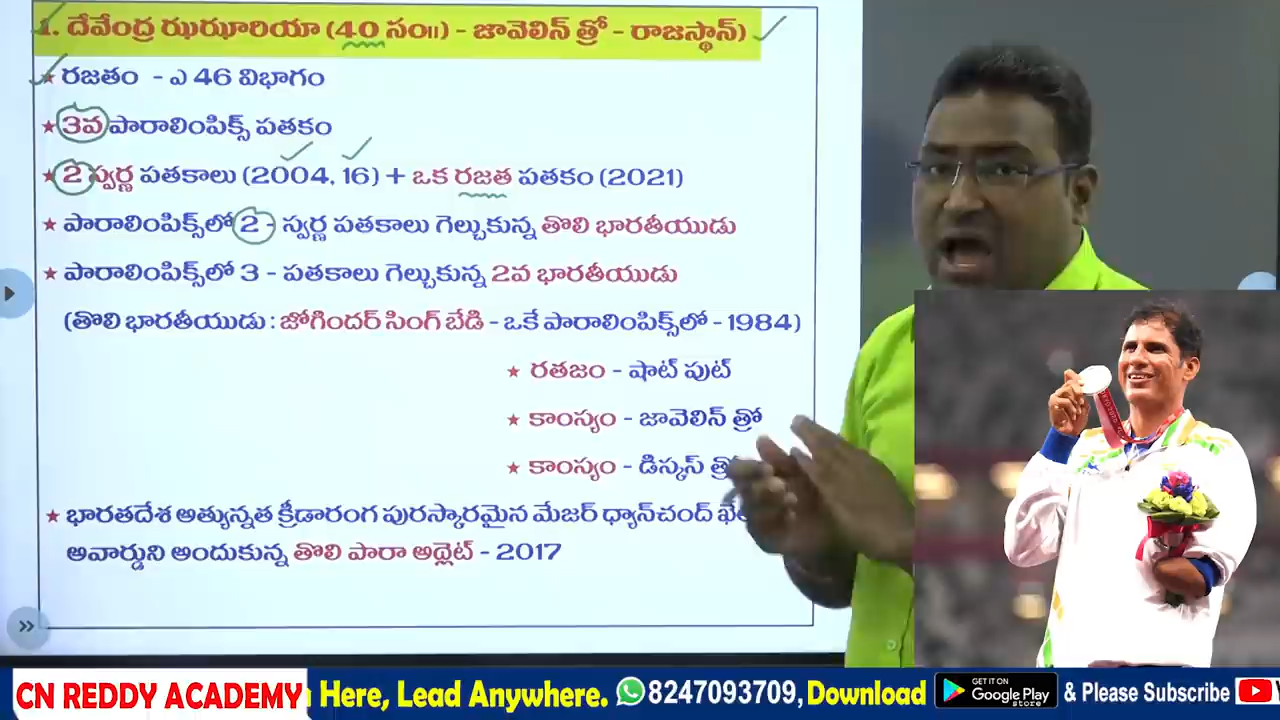 1. దేవేంద్ర ఝఝారియా (40 సం॥) - జావెలిన్ త్రో - రాజస్థాన్)
★ రజతం - ఎ 46 విభాగం
★ 3వ పారాలింపిక్స్ పతకం
★ 2 స్వర్ణ పతకాలు (2004, 16) + ఒక రజత పతకం (2021)
★ పారాలింపిక్స్‌లో 2 - స్వర్ణ పతకాలు గెల్చుకున్న తొలి భారతీయుడు
★ పారాలింపిక్స్‌లో 3 - పతకాలు గెల్చుకున్న 2వ భారతీయుడు
(తొలి భారతీయుడు : జోగిందర్ సింగ్ బేడి - ఒకే పారాలింపిక్స్‌లో - 1984)
★ రతజం - షాట్ పుట్
★ కాంస్యం - జావెలిన్ త్రో
★ కాంస్యం - డిస్కస్ త్రో
★ భారతదేశ అత్యున్నత క్రీడారంగ పురస్కారమైన మేజర్ ధ్యాన్‌చంద్
అవార్డుని అందుకున్న తొలి పారా అథ్లెట్ - 2017
CN REDDY ACADEMY Here, Lead Anywhere. 8247093709, Download GET IT ON Google Play store & Please Subscribe